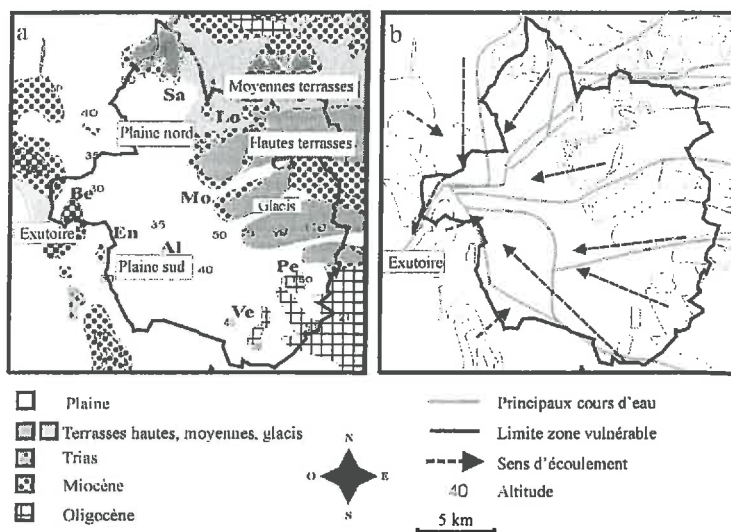 a
Sa
Moyennes terrasses
Lo
Plaine nord
40
Hautes terrasses
35
Be
30
Mo
Glacis
Exutoire
En
35
50
Al
Plaine sud
40
Pe
50
Ve
b
Exutoire
Plaine
Terrasses hautes, moyennes, glacis
Trias
Miocène
Oligocène
N
O
E
S
Principaux cours d'eau
Limite zone vulnérable
Sens d'écoulement
40 Altitude
5 km